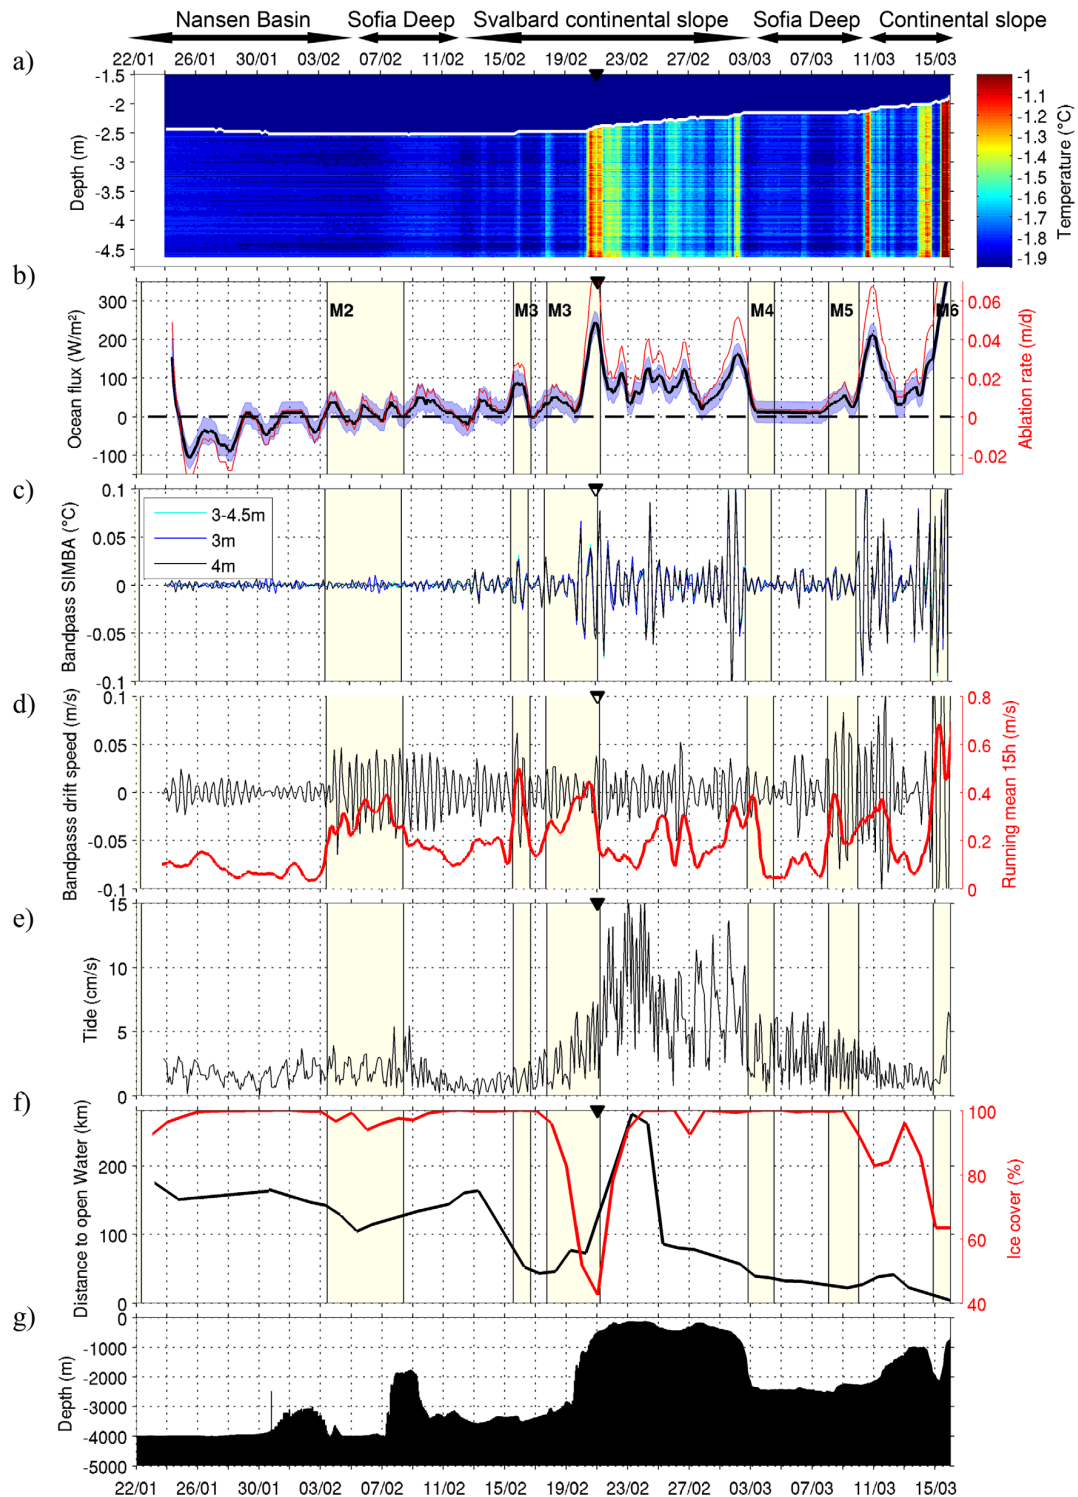 Nansen Basin Sofia Deep Svalbard continental slope Sofia Deep Continental slope
22/01 26/01 30/01 03/02 07/02 11/02 15/02 19/02 23/02 27/02 03/03 07/03 11/03 15/03
a)
-1.5
-2
-2.5
-3
-3.5
-4
-4.5
Depth (m)
-1
-1.1
-1.2
-1.3
-1.4
-1.5
-1.6
-1.7
-1.8
-1.9
Temperature (°C)
b)
300
200
100
0
-100
Ocean flux (W/m²)
M2 M3 M3 M4 M5 M6
0.06
0.04
0.02
0
-0.02
Ablation rate (m/d)
c)
0.1
0.05
0
-0.05
-0.1
Bandpass SIMBA (°C)
3-4.5m
3m
4m
d)
0.1
0.05
0
-0.05
-0.1
Bandpasss drift speed (m/s)
0.8
0.6
0.4
0.2
0
Running mean 15h (m/s)
e)
15
10
5
0
Tide (cm/s)
f)
200
100
0
Distance to open Water (km)
100
80
60
40
Ice cover (%)
g)
0
-1000
-2000
-3000
-4000
-5000
Depth (m)
22/01 26/01 30/01 03/02 07/02 11/02 15/02 19/02 23/02 27/02 03/03 07/03 11/03 15/03